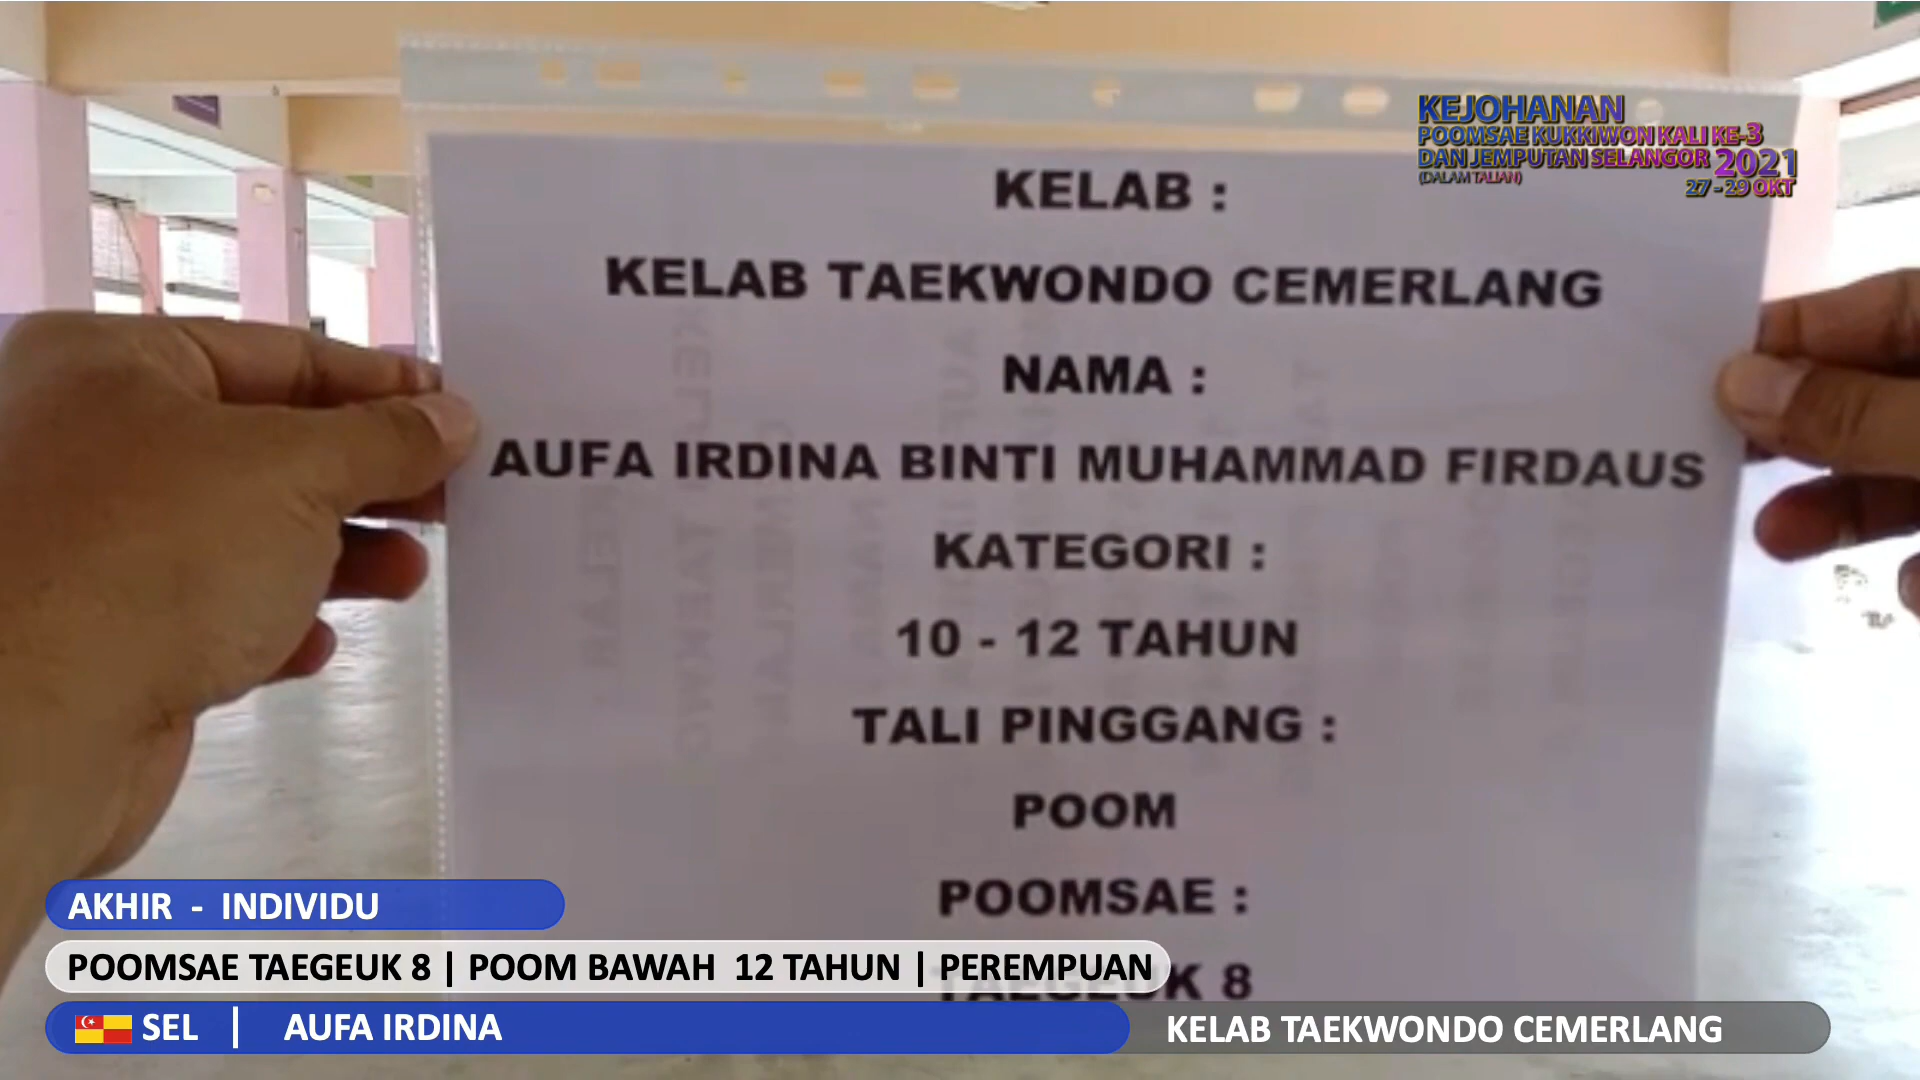 KEJOHANAN
POOMSAE KUKKIWON KALI KE-3
DAN JEMPUTAN SELANGOR 2021
(DALAM TALIAN)
27 - 29 OKT
KELAB :
KELAB TAEKWONDO CEMERLANG
NAMA :
AUFA IRDINA BINTI MUHAMMAD FIRDAUS
KATEGORI :
10 - 12 TAHUN
TALI PINGGANG :
POOM
POOMSAE :
TAEGEUK 8
AKHIR - INDIVIDU
POOMSAE TAEGEUK 8 | POOM BAWAH 12 TAHUN | PEREMPUAN
SEL | AUFA IRDINA
KELAB TAEKWONDO CEMERLANG